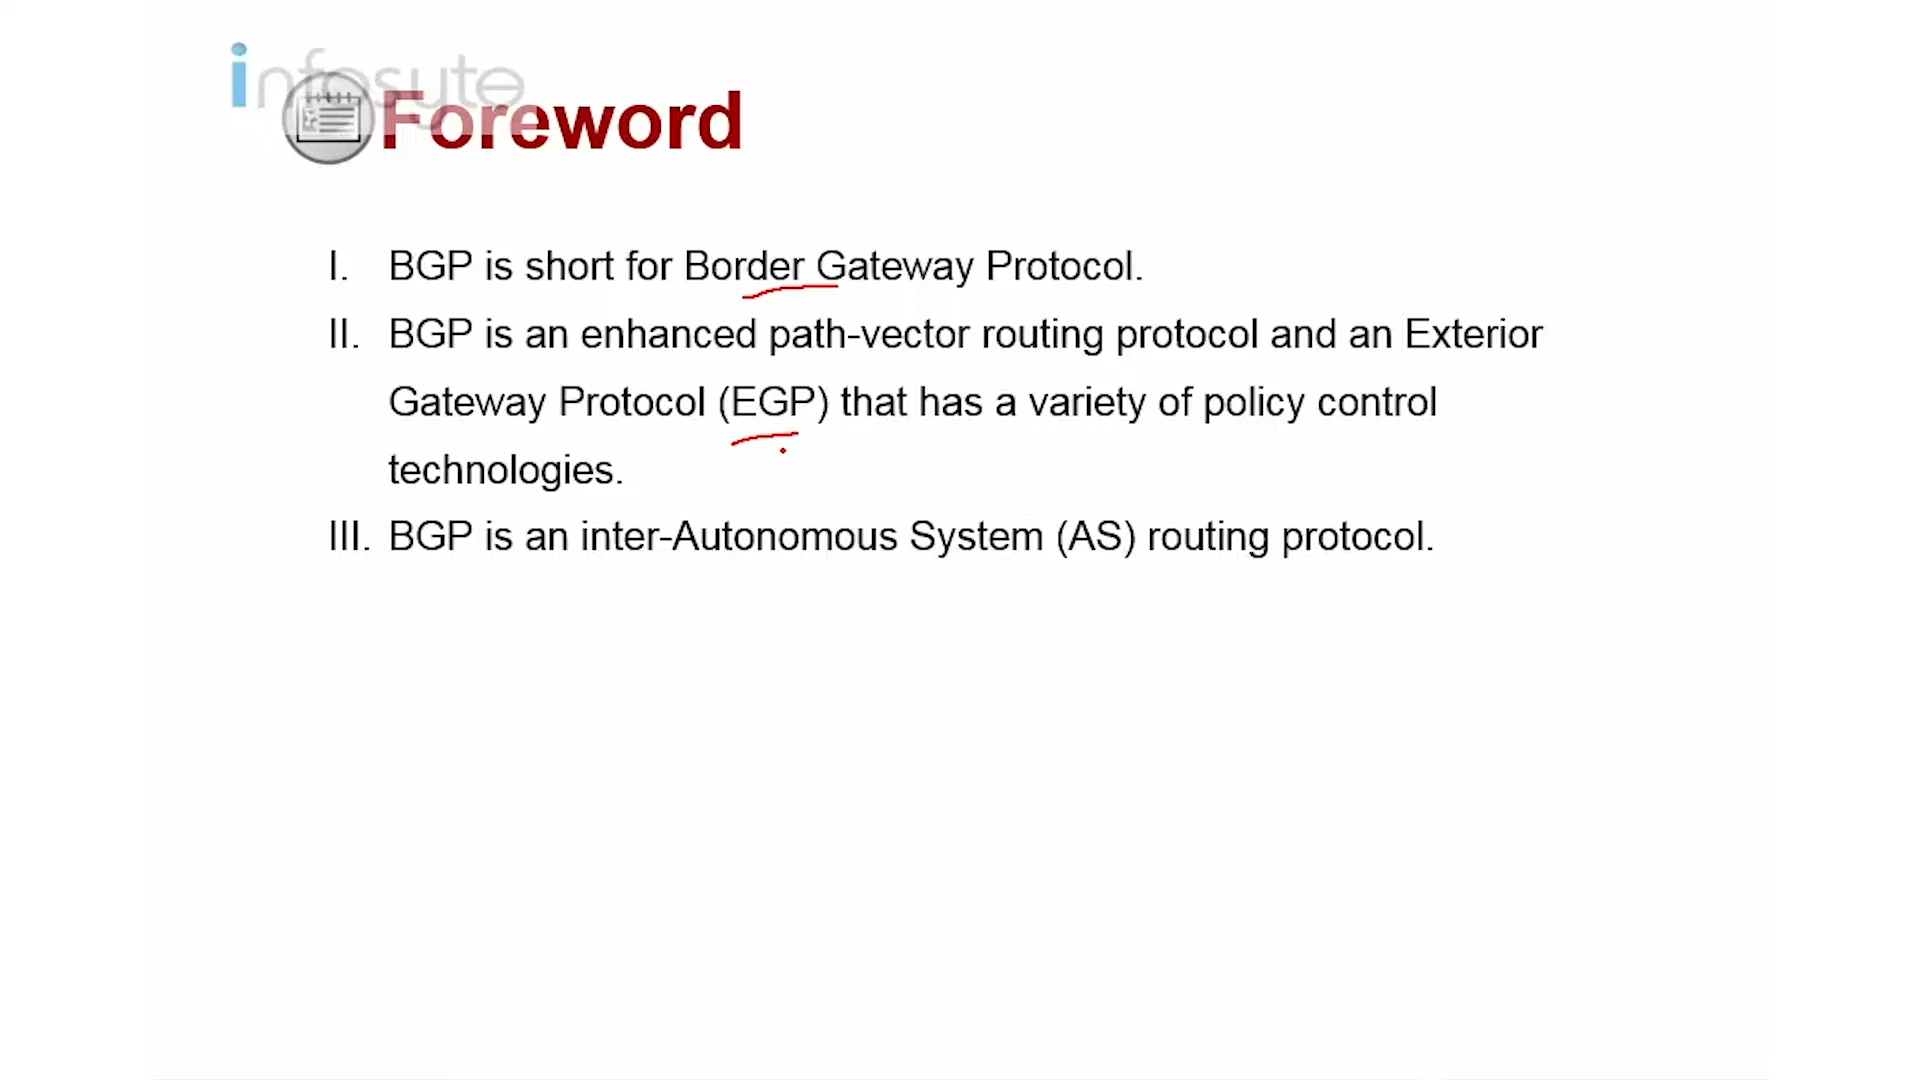 infosyte
Foreword
I. BGP is short for Border Gateway Protocol.
II. BGP is an enhanced path-vector routing protocol and an Exterior
Gateway Protocol (EGP) that has a variety of policy control
technologies.
III. BGP is an inter-Autonomous System (AS) routing protocol.